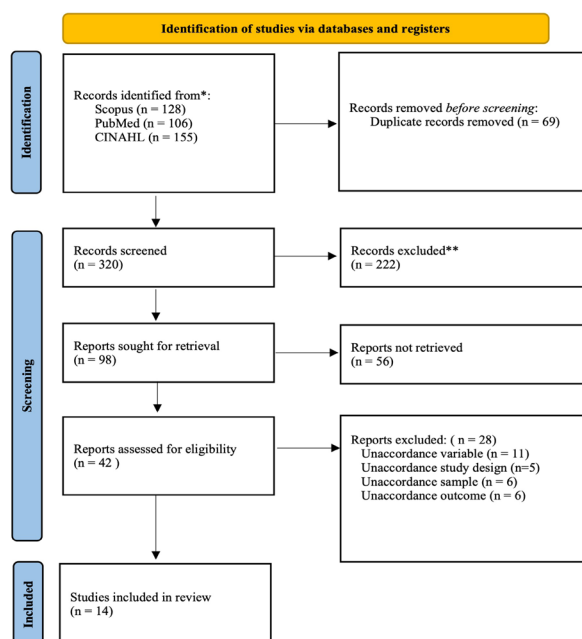 Identification of studies via databases and registers
Identification
Records identified from*:
Scopus (n = 128)
PubMed (n = 106)
CINAHL (n = 155)
Records removed before screening:
Duplicate records removed (n = 69)
Screening
Records screened
(n = 320)
Records excluded**
(n = 222)
Reports sought for retrieval
(n = 98)
Reports not retrieved
(n = 56)
Reports assessed for eligibility
(n = 42 )
Reports excluded: ( n = 28)
Unaccordance variable (n = 11)
Unaccordance study design (n=5)
Unaccordance sample (n = 6)
Unaccordance outcome (n = 6)
Included
Studies included in review
(n = 14)